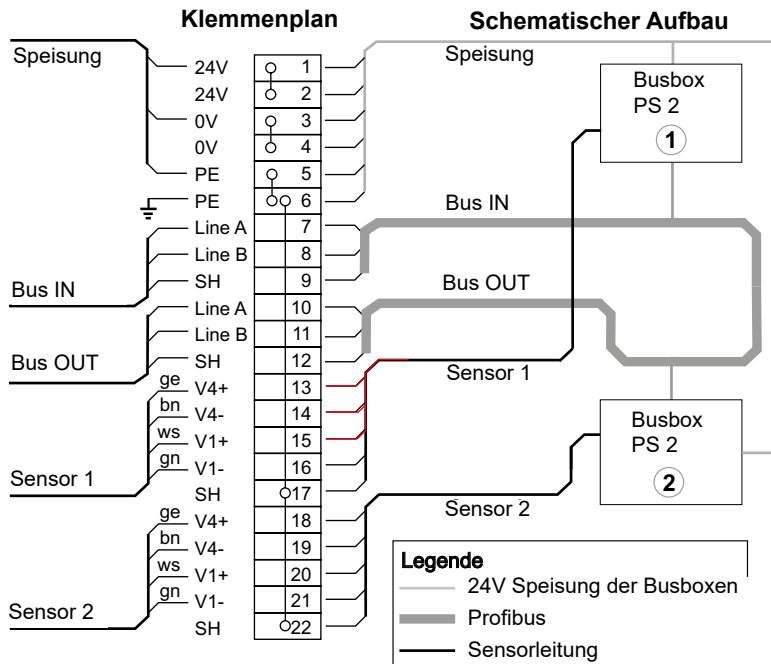 Klemmenplan
Schematischer Aufbau
Speisung
24V 1
24V 2
0V 3
0V 4
PE 5
PE 6
Line A 7
Line B 8
SH 9
Bus IN
Line A 10
Line B 11
SH 12
Bus OUT
ge V4+ 13
bn V4- 14
ws V1+ 15
gn V1- 16
SH 17
Sensor 1
ge V4+ 18
bn V4- 19
ws V1+ 20
gn V1- 21
SH 22
Sensor 2
Speisung
Busbox
PS 2
1
Bus IN
Bus OUT
Sensor 1
Busbox
PS 2
2
Sensor 2
Legende
24V Speisung der Busboxen
Profibus
Sensorleitung